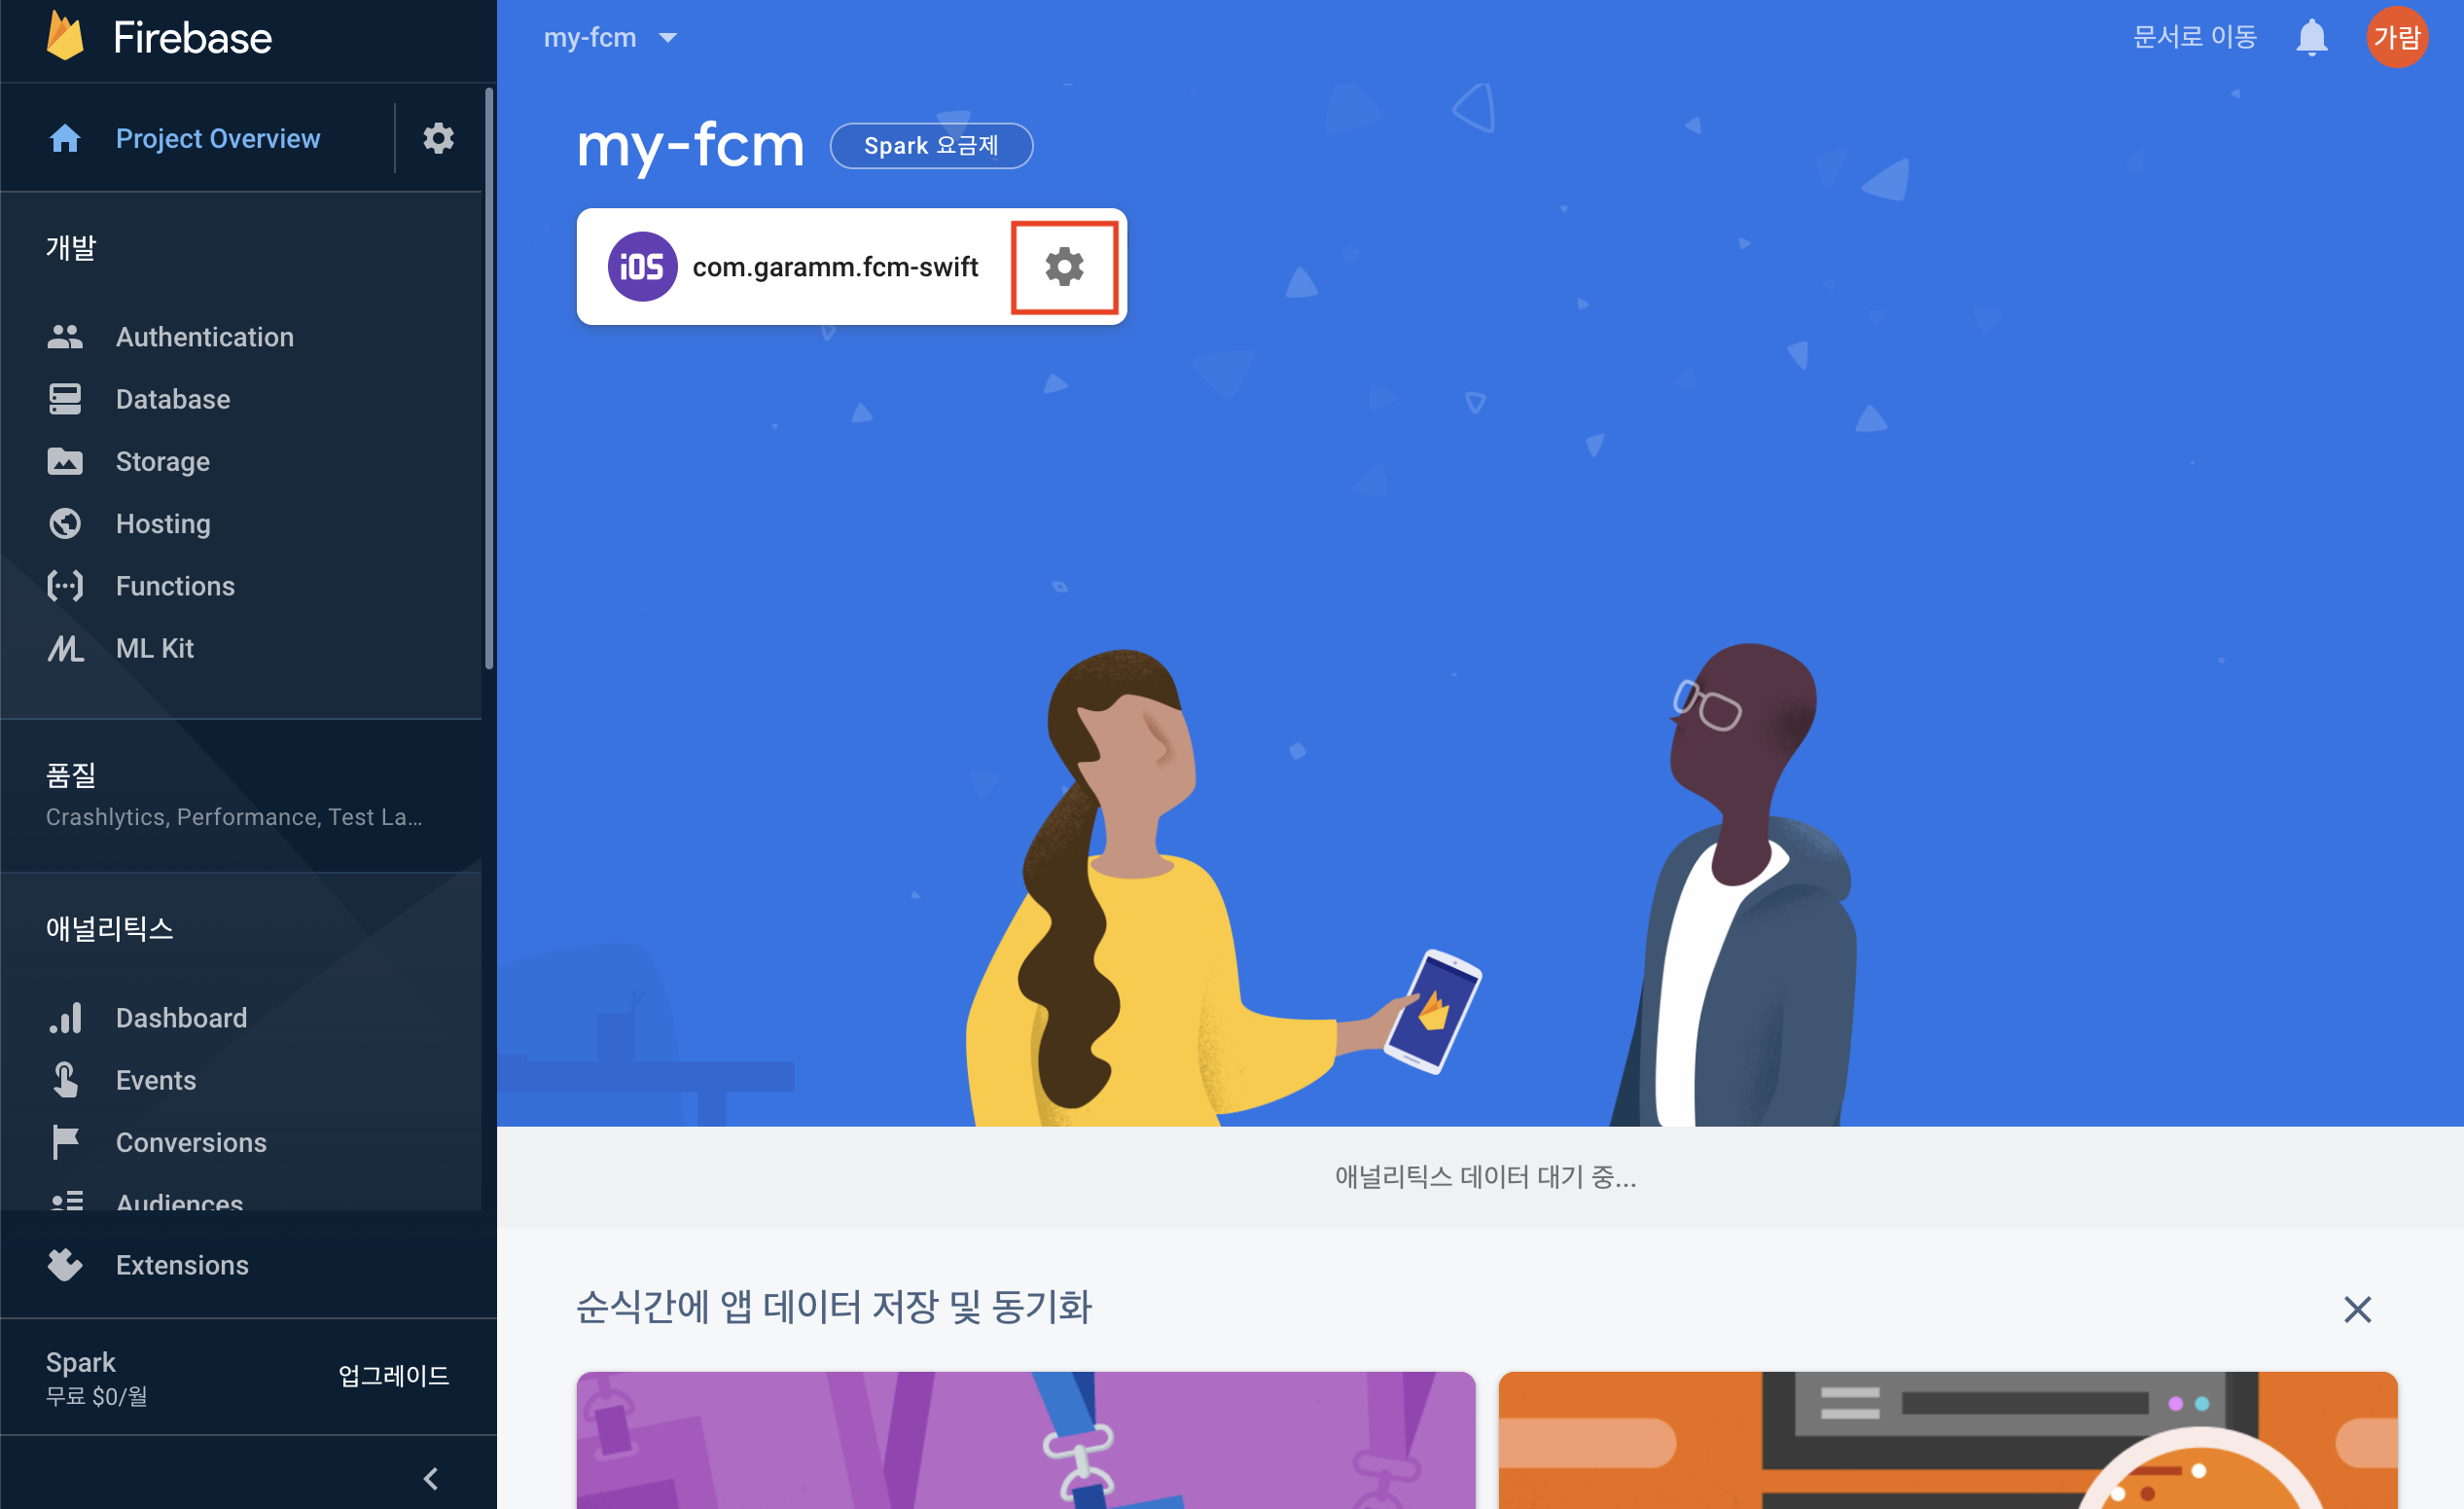 Firebase
Project Overview
개발
Authentication
Database
Storage
Hosting
Functions
ML Kit
품질
Crashlytics, Performance, Test La...
애널리틱스
Dashboard
Events
Conversions
Audiences
Extensions
Spark
무료 $0/월
업그레이드
my-fcm
문서로 이동
가람
my-fcm
Spark 요금제
iOS
com.garamm.fcm-swift
애널리틱스 데이터 대기 중...
순식간에 앱 데이터 저장 및 동기화